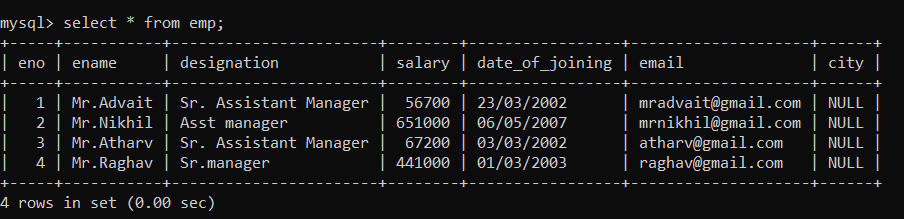 mysql> select * from emp;
+-----+-----------+----------------------+--------+-----------------+--------------------+------+
| eno | ename     | designation          | salary | date_of_joining | email              | city |
+-----+-----------+----------------------+--------+-----------------+--------------------+------+
|   1 | Mr.Advait | Sr. Assistant Manager |  56700 | 23/03/2002      | mradvait@gmail.com | NULL |
|   2 | Mr.Nikhil | Asst manager         | 651000 | 06/05/2007      | mrnikhil@gmail.com | NULL |
|   3 | Mr.Atharv | Sr. Assistant Manager |  67200 | 03/03/2002      | atharv@gmail.com   | NULL |
|   4 | Mr.Raghav | Sr.manager           | 441000 | 01/03/2003      | raghav@gmail.com   | NULL |
+-----+-----------+----------------------+--------+-----------------+--------------------+------+
4 rows in set (0.00 sec)